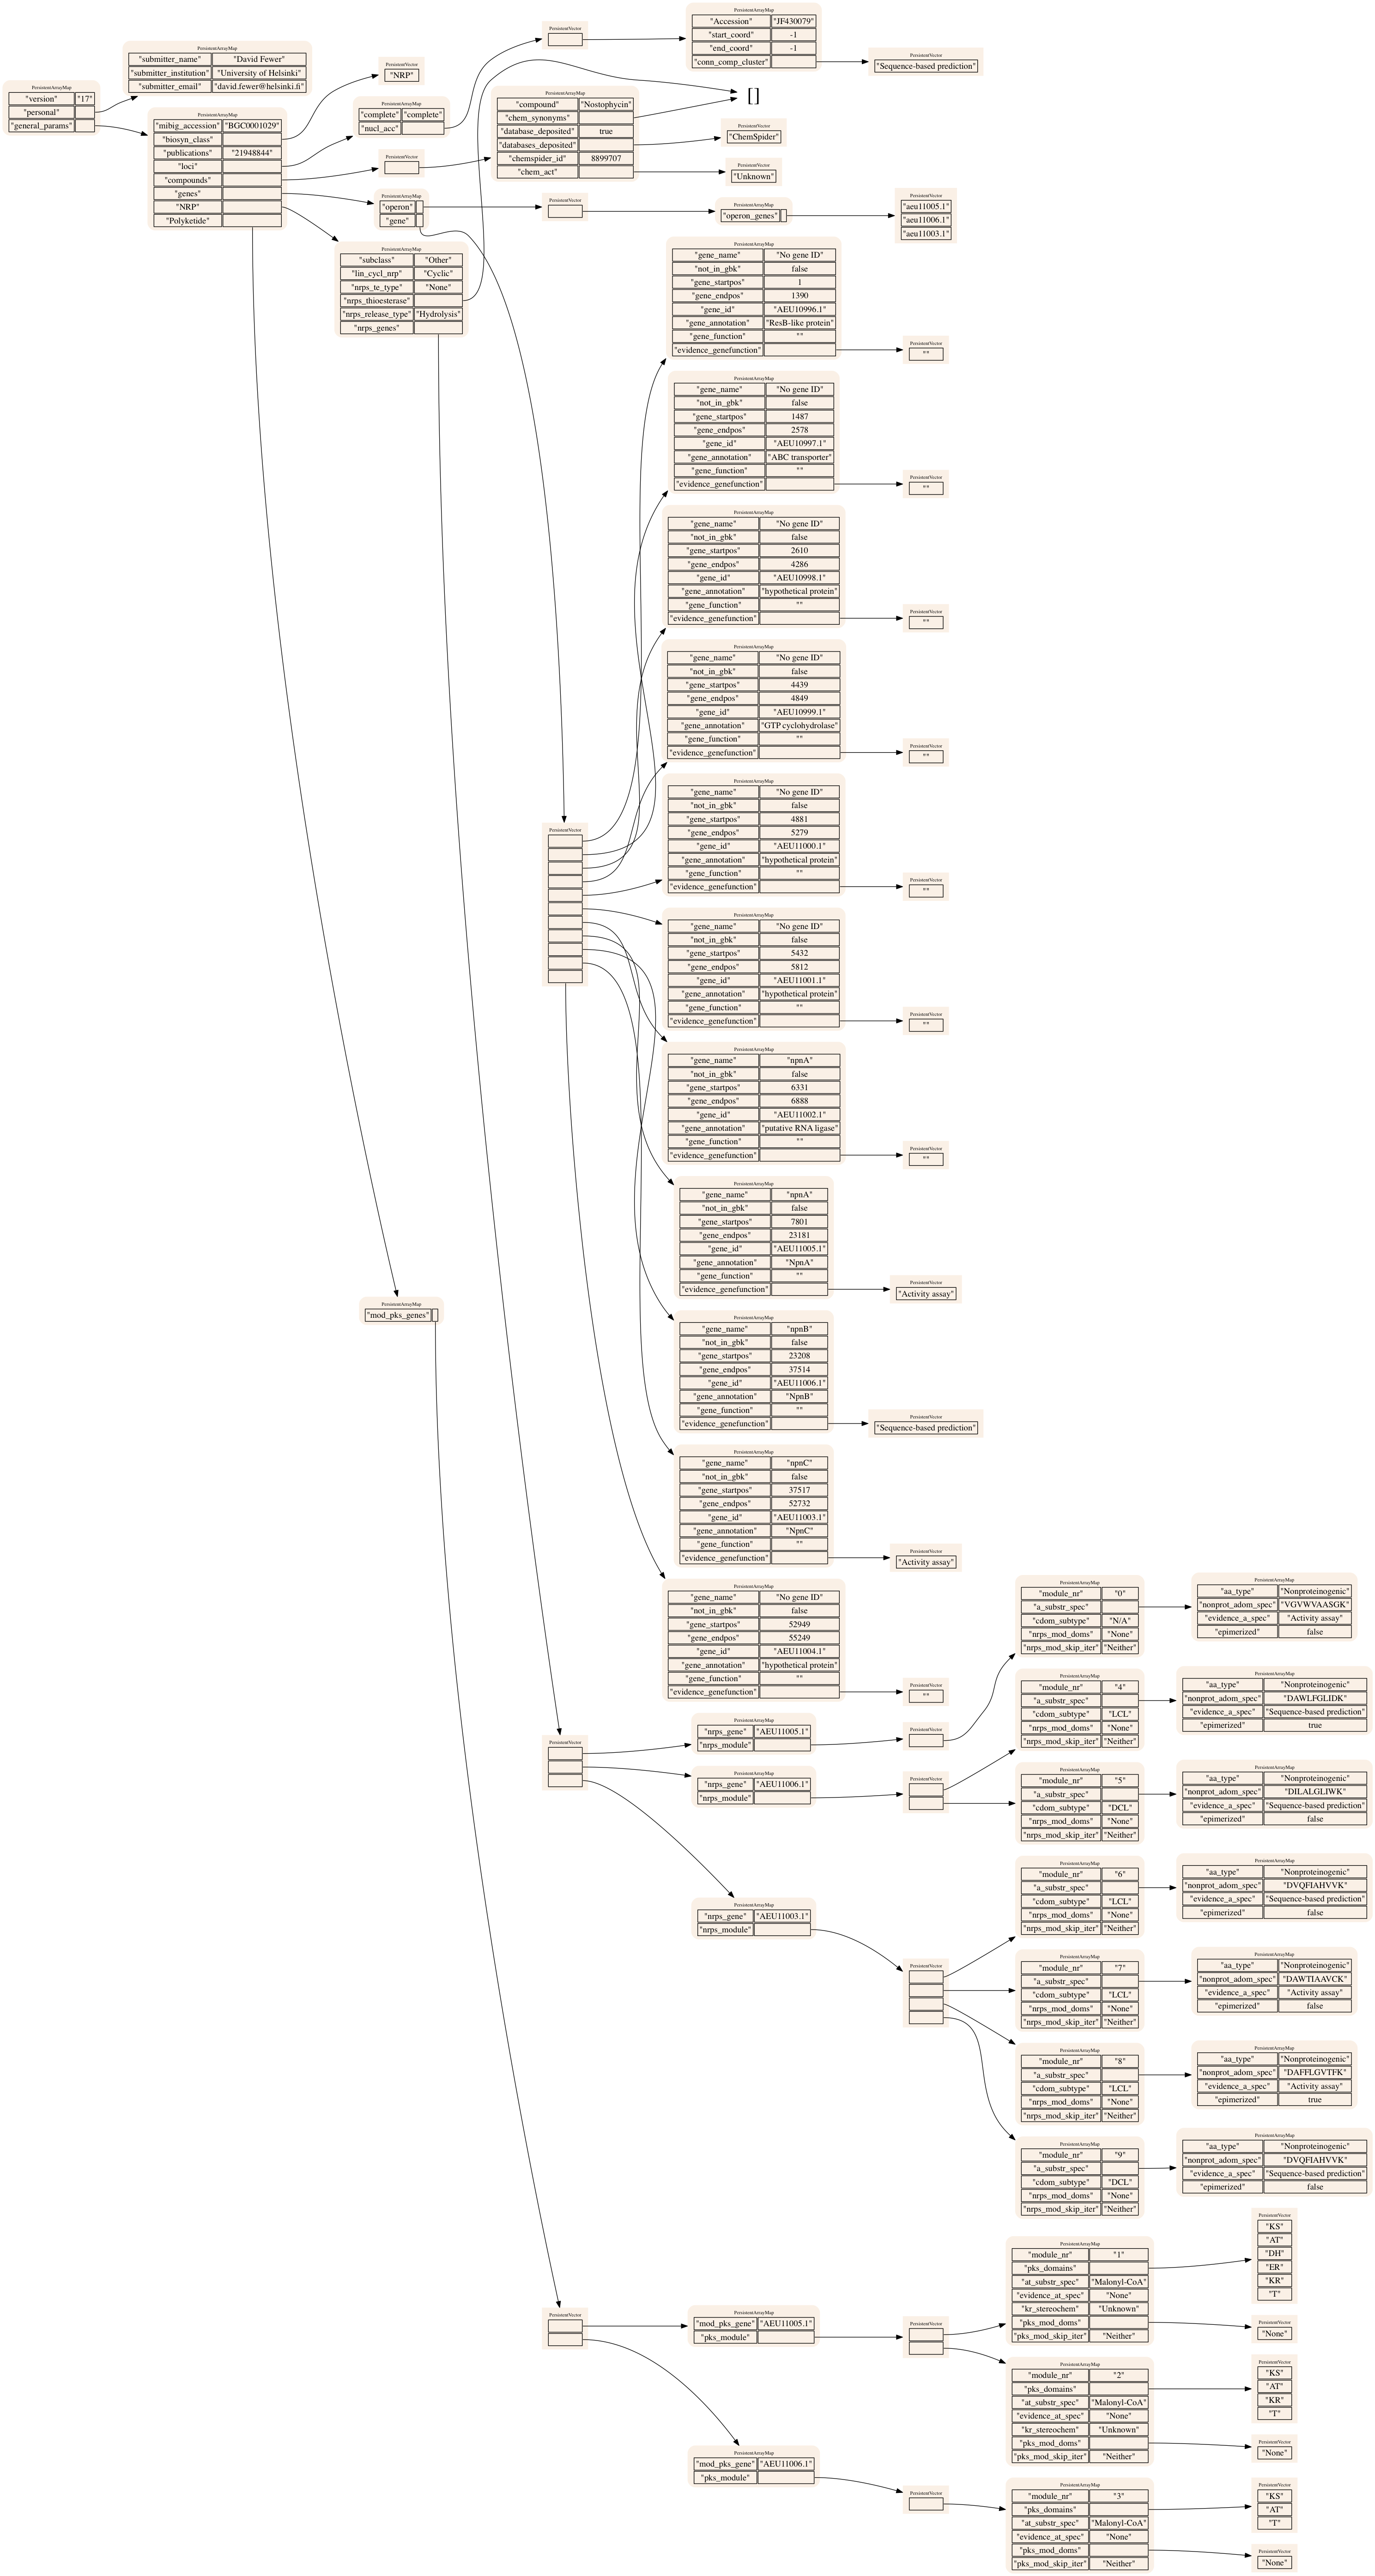 PersistentArrayMap
"version" "17"
"personal"
"general_params"
PersistentArrayMap
"submitter_name" "David Fewer"
"submitter_institution" "University of Helsinki"
"submitter_email" "david.fewer@helsinki.fi"
PersistentArrayMap
"mibig_accession" "BGC0001029"
"biosyn_class"
"publications" "21948844"
"loci"
"compounds"
"genes"
"NRP"
"Polyketide"
PersistentVector
"NRP"
PersistentArrayMap
"complete" "complete"
"nucl_acc"
PersistentVector
PersistentArrayMap
"Accession" "JF430079"
"start_coord" -1
"end_coord" -1
"conn_comp_cluster"
PersistentVector
"Sequence-based prediction"
PersistentVector
PersistentArrayMap
"compound" "Nostophycin"
"chem_synonyms"
"database_deposited" true
"databases_deposited"
"chemspider_id" 8899707
"chem_act"
[]
PersistentVector
"ChemSpider"
PersistentVector
"Unknown"
PersistentArrayMap
"operon"
"gene"
PersistentVector
PersistentArrayMap
"operon_genes"
PersistentVector
"aeu11005.1"
"aeu11006.1"
"aeu11003.1"
PersistentArrayMap
"subclass" "Other"
"lin_cycl_nrp" "Cyclic"
"nrps_te_type" "None"
"nrps_thioesterase"
"nrps_release_type" "Hydrolysis"
"nrps_genes"
PersistentVector
PersistentArrayMap
"gene_name" "No gene ID"
"not_in_gbk" false
"gene_startpos" 1
"gene_endpos" 1390
"gene_id" "AEU10996.1"
"gene_annotation" "ResB-like protein"
"gene_function" ""
"evidence_genefunction"
PersistentVector
""
PersistentArrayMap
"gene_name" "No gene ID"
"not_in_gbk" false
"gene_startpos" 1487
"gene_endpos" 2578
"gene_id" "AEU10997.1"
"gene_annotation" "ABC transporter"
"gene_function" ""
"evidence_genefunction"
PersistentVector
""
PersistentArrayMap
"gene_name" "No gene ID"
"not_in_gbk" false
"gene_startpos" 2610
"gene_endpos" 4286
"gene_id" "AEU10998.1"
"gene_annotation" "hypothetical protein"
"gene_function" ""
"evidence_genefunction"
PersistentVector
""
PersistentArrayMap
"gene_name" "No gene ID"
"not_in_gbk" false
"gene_startpos" 4439
"gene_endpos" 4849
"gene_id" "AEU10999.1"
"gene_annotation" "GTP cyclohydrolase"
"gene_function" ""
"evidence_genefunction"
PersistentVector
""
PersistentArrayMap
"gene_name" "No gene ID"
"not_in_gbk" false
"gene_startpos" 4881
"gene_endpos" 5279
"gene_id" "AEU11000.1"
"gene_annotation" "hypothetical protein"
"gene_function" ""
"evidence_genefunction"
PersistentVector
""
PersistentArrayMap
"gene_name" "No gene ID"
"not_in_gbk" false
"gene_startpos" 5432
"gene_endpos" 5812
"gene_id" "AEU11001.1"
"gene_annotation" "hypothetical protein"
"gene_function" ""
"evidence_genefunction"
PersistentVector
""
PersistentArrayMap
"gene_name" "npnA"
"not_in_gbk" false
"gene_startpos" 6331
"gene_endpos" 6888
"gene_id" "AEU11002.1"
"gene_annotation" "putative RNA ligase"
"gene_function" ""
"evidence_genefunction"
PersistentVector
""
PersistentArrayMap
"gene_name" "npnA"
"not_in_gbk" false
"gene_startpos" 7801
"gene_endpos" 23181
"gene_id" "AEU11005.1"
"gene_annotation" "NpnA"
"gene_function" ""
"evidence_genefunction"
PersistentVector
"Activity assay"
PersistentArrayMap
"mod_pks_genes"
PersistentArrayMap
"gene_name" "npnB"
"not_in_gbk" false
"gene_startpos" 23208
"gene_endpos" 37514
"gene_id" "AEU11006.1"
"gene_annotation" "NpnB"
"gene_function" ""
"evidence_genefunction"
PersistentVector
"Sequence-based prediction"
PersistentArrayMap
"gene_name" "npnC"
"not_in_gbk" false
"gene_startpos" 37517
"gene_endpos" 52732
"gene_id" "AEU11003.1"
"gene_annotation" "NpnC"
"gene_function" ""
"evidence_genefunction"
PersistentVector
"Activity assay"
PersistentArrayMap
"gene_name" "No gene ID"
"not_in_gbk" false
"gene_startpos" 52949
"gene_endpos" 55249
"gene_id" "AEU11004.1"
"gene_annotation" "hypothetical protein"
"gene_function" ""
"evidence_genefunction"
PersistentVector
""
PersistentVector
PersistentArrayMap
"nrps_gene" "AEU11005.1"
"nrps_module"
PersistentVector
PersistentArrayMap
"module_nr" "0"
"a_substr_spec"
"cdom_subtype" "N/A"
"nrps_mod_doms" "None"
"nrps_mod_skip_iter" "Neither"
PersistentArrayMap
"aa_type" "Nonproteinogenic"
"nonprot_adom_spec" "VGVWVAASGK"
"evidence_a_spec" "Activity assay"
"epimerized" false
PersistentArrayMap
"nrps_gene" "AEU11006.1"
"nrps_module"
PersistentVector
PersistentArrayMap
"module_nr" "4"
"a_substr_spec"
"cdom_subtype" "LCL"
"nrps_mod_doms" "None"
"nrps_mod_skip_iter" "Neither"
PersistentArrayMap
"aa_type" "Nonproteinogenic"
"nonprot_adom_spec" "DAWLFGLIDK"
"evidence_a_spec" "Sequence-based prediction"
"epimerized" true
PersistentArrayMap
"module_nr" "5"
"a_substr_spec"
"cdom_subtype" "DCL"
"nrps_mod_doms" "None"
"nrps_mod_skip_iter" "Neither"
PersistentArrayMap
"aa_type" "Nonproteinogenic"
"nonprot_adom_spec" "DILALGLIWK"
"evidence_a_spec" "Sequence-based prediction"
"epimerized" false
PersistentArrayMap
"nrps_gene" "AEU11003.1"
"nrps_module"
PersistentVector
PersistentArrayMap
"module_nr" "6"
"a_substr_spec"
"cdom_subtype" "LCL"
"nrps_mod_doms" "None"
"nrps_mod_skip_iter" "Neither"
PersistentArrayMap
"aa_type" "Nonproteinogenic"
"nonprot_adom_spec" "DVQFIAHVVK"
"evidence_a_spec" "Sequence-based prediction"
"epimerized" false
PersistentArrayMap
"module_nr" "7"
"a_substr_spec"
"cdom_subtype" "LCL"
"nrps_mod_doms" "None"
"nrps_mod_skip_iter" "Neither"
PersistentArrayMap
"aa_type" "Nonproteinogenic"
"nonprot_adom_spec" "DAWTIAAVCK"
"evidence_a_spec" "Activity assay"
"epimerized" false
PersistentArrayMap
"module_nr" "8"
"a_substr_spec"
"cdom_subtype" "LCL"
"nrps_mod_doms" "None"
"nrps_mod_skip_iter" "Neither"
PersistentArrayMap
"aa_type" "Nonproteinogenic"
"nonprot_adom_spec" "DAFFLGVTFK"
"evidence_a_spec" "Activity assay"
"epimerized" true
PersistentArrayMap
"module_nr" "9"
"a_substr_spec"
"cdom_subtype" "DCL"
"nrps_mod_doms" "None"
"nrps_mod_skip_iter" "Neither"
PersistentArrayMap
"aa_type" "Nonproteinogenic"
"nonprot_adom_spec" "DVQFIAHVVK"
"evidence_a_spec" "Sequence-based prediction"
"epimerized" false
PersistentVector
PersistentArrayMap
"mod_pks_gene" "AEU11005.1"
"pks_module"
PersistentVector
PersistentArrayMap
"module_nr" "1"
"pks_domains"
"at_substr_spec" "Malonyl-CoA"
"evidence_at_spec" "None"
"kr_stereochem" "Unknown"
"pks_mod_doms"
"pks_mod_skip_iter" "Neither"
PersistentVector
"KS"
"AT"
"DH"
"ER"
"KR"
"T"
PersistentVector
"None"
PersistentArrayMap
"module_nr" "2"
"pks_domains"
"at_substr_spec" "Malonyl-CoA"
"evidence_at_spec" "None"
"kr_stereochem" "Unknown"
"pks_mod_doms"
"pks_mod_skip_iter" "Neither"
PersistentVector
"KS"
"AT"
"KR"
"T"
PersistentVector
"None"
PersistentArrayMap
"mod_pks_gene" "AEU11006.1"
"pks_module"
PersistentVector
PersistentArrayMap
"module_nr" "3"
"pks_domains"
"at_substr_spec" "Malonyl-CoA"
"evidence_at_spec" "None"
"pks_mod_doms"
"pks_mod_skip_iter" "Neither"
PersistentVector
"KS"
"AT"
"T"
PersistentVector
"None"